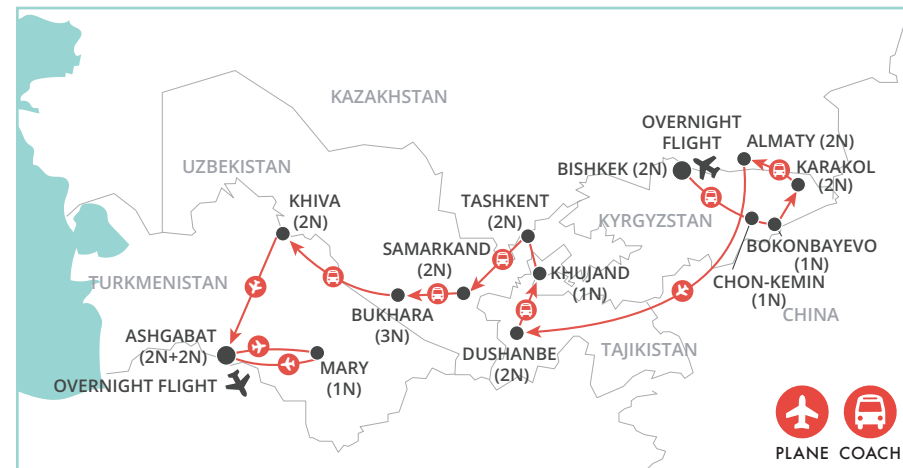 KAZAKHSTAN
OVERNIGHT
FLIGHT
ALMATY (2N)
BISHKEK (2N)
KARAKOL
(2N)
UZBEKISTAN
KHIVA
(2N)
TASHKENT
(2N)
KYRGYZSTAN
SAMARKAND
(2N)
BOKONBAYEVO
(1N)
KHUJAND
(1N)
CHON-KEMIN
(1N)
TURKMENISTAN
BUKHARA
(3N)
CHINA
ASHGABAT
(2N+2N)
DUSHANBE
(2N)
TAJIKISTAN
MARY
(1N)
OVERNIGHT FLIGHT
PLANE COACH